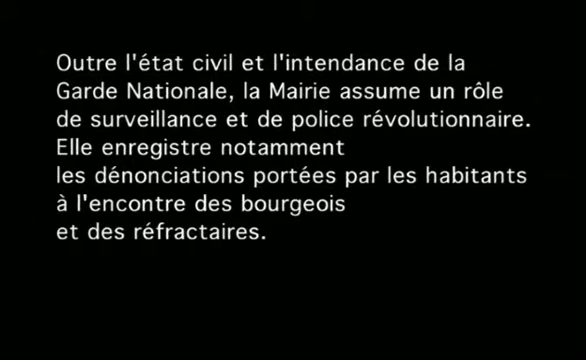 Outre l'état civil et l'intendance de la
Garde Nationale, la Mairie assume un rôle
de surveillance et de police révolutionnaire.
Elle enregistre notamment
les dénonciations portées par les habitants
à l'encontre des bourgeois
et des réfractaires.